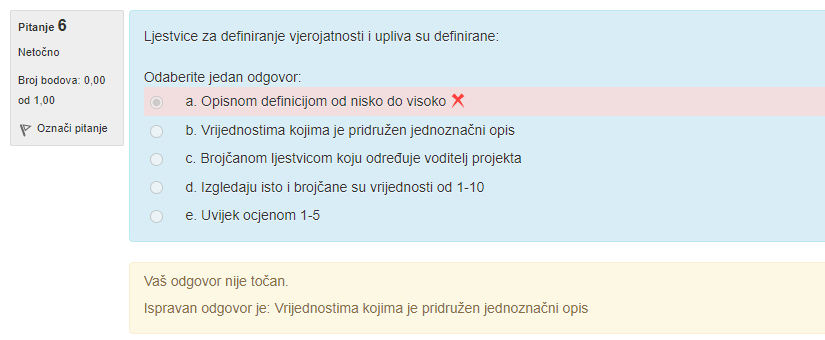 Pitanje 6
Netočno
Broj bodova: 0,00
od 1,00
Označi pitanje
Ljestvice za definiranje vjerojatnosti i upliva su definirane:
Odaberite jedan odgovor:
a. Opisnom definicijom od nisko do visoko
b. Vrijednostima kojima je pridružen jednoznačni opis
c. Brojčanom ljestvicom koju određuje voditelj projekta
d. Izgledaju isto i brojčane su vrijednosti od 1-10
e. Uvijek ocjenom 1-5
Vaš odgovor nije točan.
Ispravan odgovor je: Vrijednostima kojima je pridružen jednoznačni opis